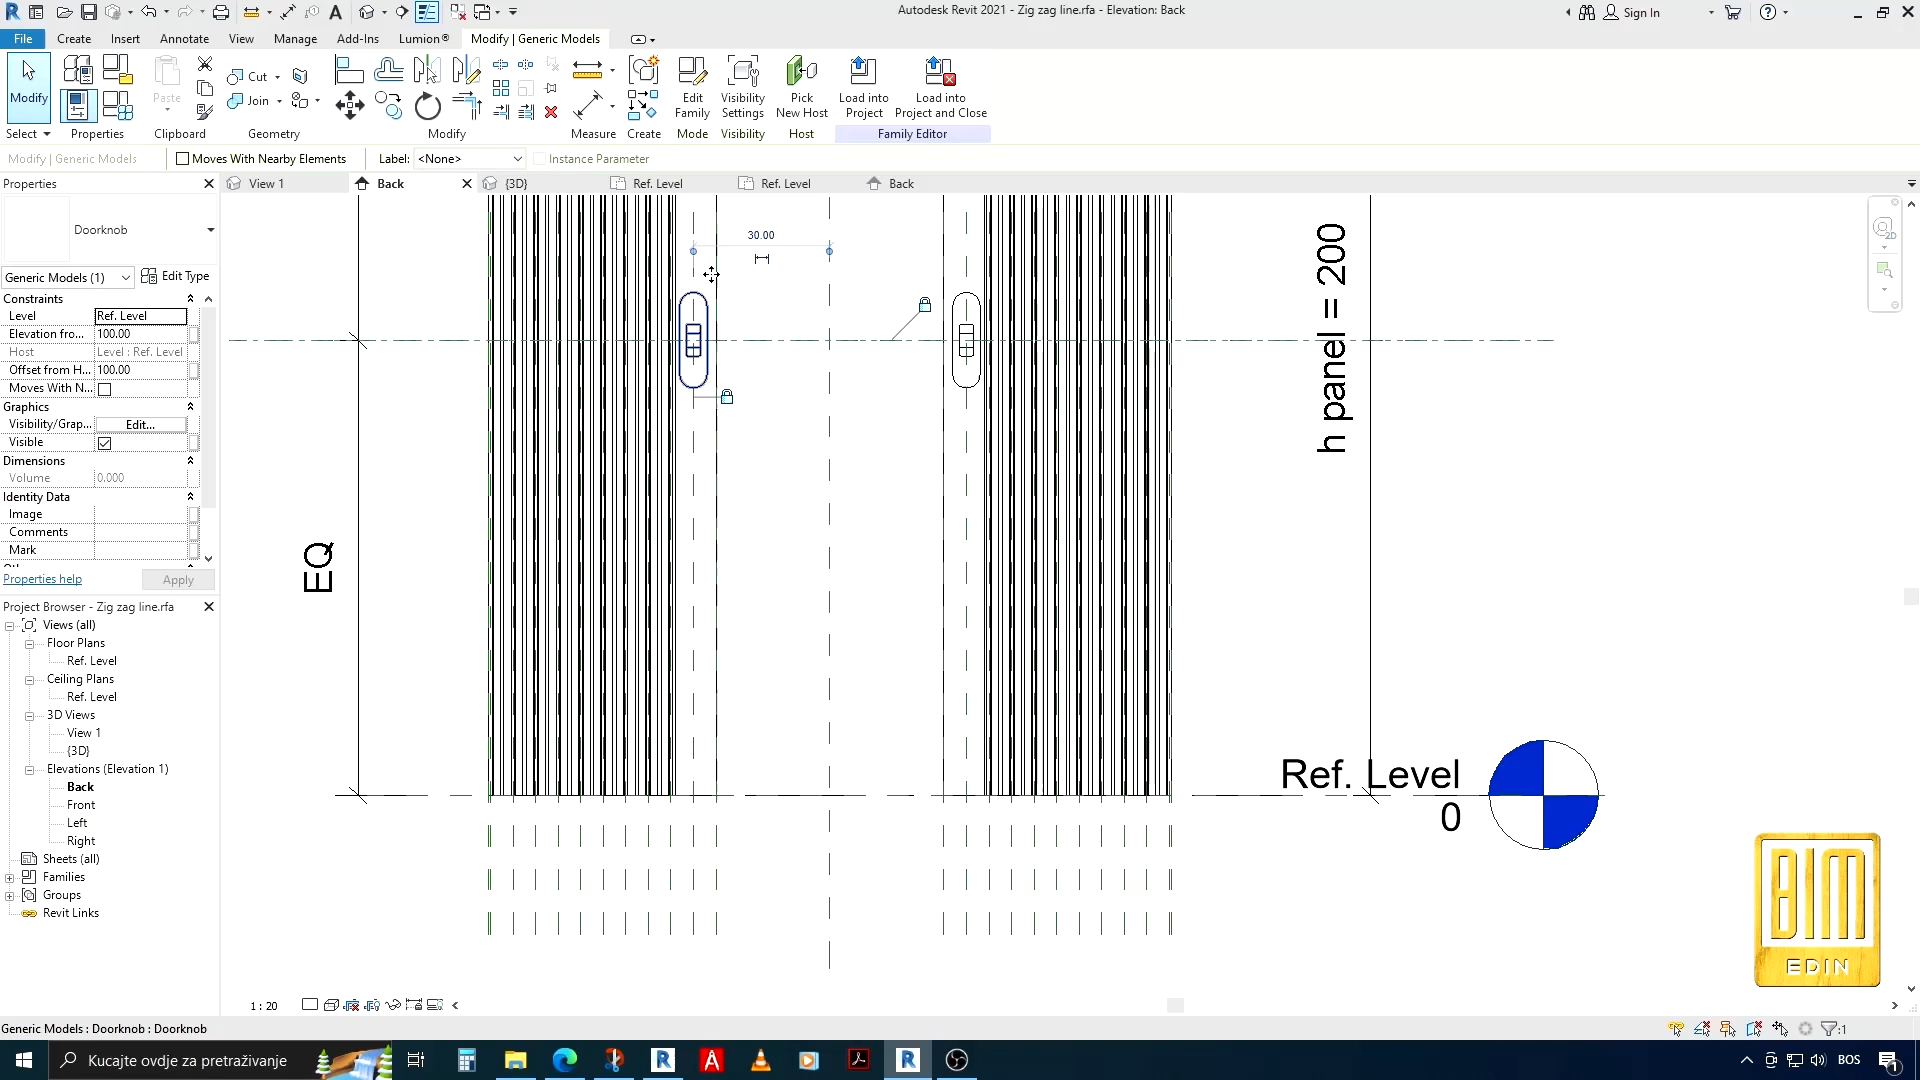 Autodesk Revit 2021 - Zig zag line.rfa - Elevation: Back
Sign In
File
Create
Insert
Annotate
View
Manage
Add-Ins
Lumion®
Modify | Generic Models
Modify
Paste
Cut
Join
Edit
Family
Visibility
Settings
Pick
New Host
Load into
Project
Load into
Project and Close
Select
Properties
Clipboard
Geometry
Modify
Measure
Create
Mode
Visibility
Host
Family Editor
Modify | Generic Models
Moves With Nearby Elements
Label:
<None>
Instance Parameter
Properties
View 1
Back
{3D}
Ref. Level
Ref. Level
Back
Doorknob
Generic Models (1)
Edit Type
Constraints
Level
Ref. Level
Elevation fro...
100.00
Host
Level : Ref. Level
Offset from H...
100.00
Moves With N...
Graphics
Visibility/Grap...
Edit...
Visible
Dimensions
Volume
0.000
Identity Data
Image
Comments
Mark
Properties help
Apply
Project Browser - Zig zag line.rfa
Views (all)
Floor Plans
Ref. Level
Ceiling Plans
Ref. Level
3D Views
View 1
{3D}
Elevations (Elevation 1)
Back
Front
Left
Right
Sheets (all)
Families
Groups
Revit Links
30.00
EQ
h panel = 200
Ref. Level
0
2D
BIM
EDIN
1 : 20
Generic Models : Doorknob : Doorknob
:1
Kucajte ovdje za pretraživanje
BOS
1